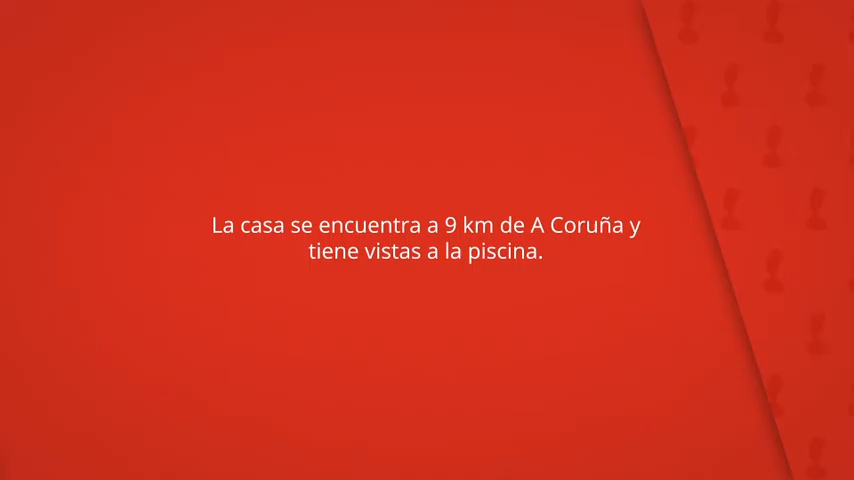 La casa se encuentra a 9 km de A Coruña y
tiene vistas a la piscina.